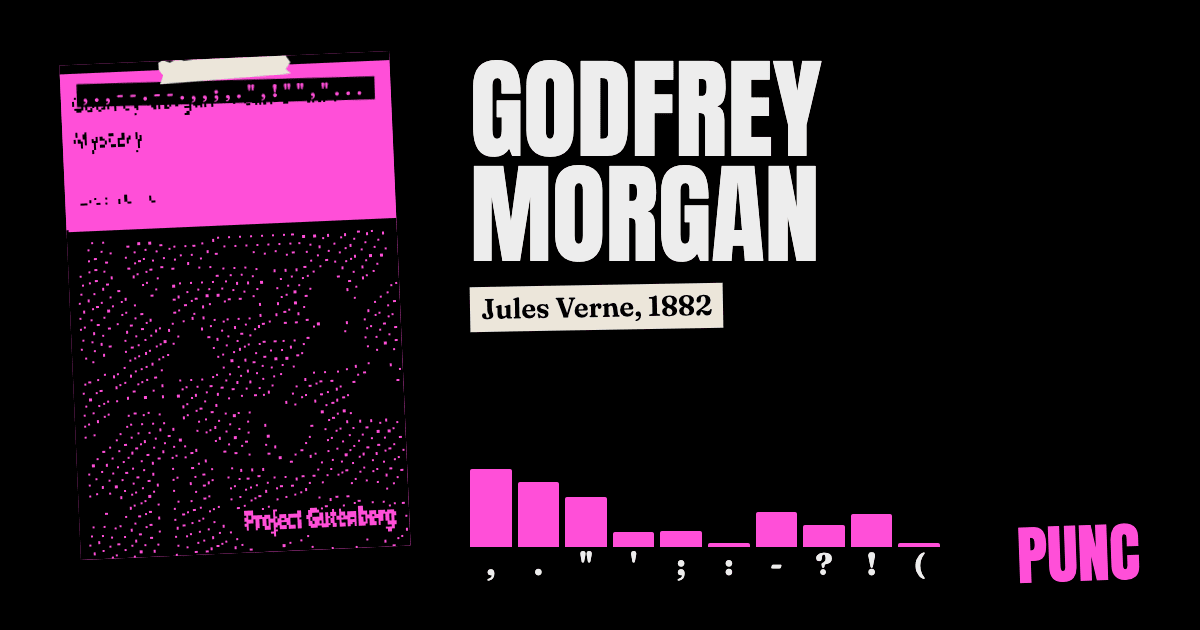 ,.,--.--.,,;,.",!"","...
Mystery
Project Gutenberg
GODFREY
MORGAN
Jules Verne, 1882
, . " ' ; : - ? ! (
PUNC